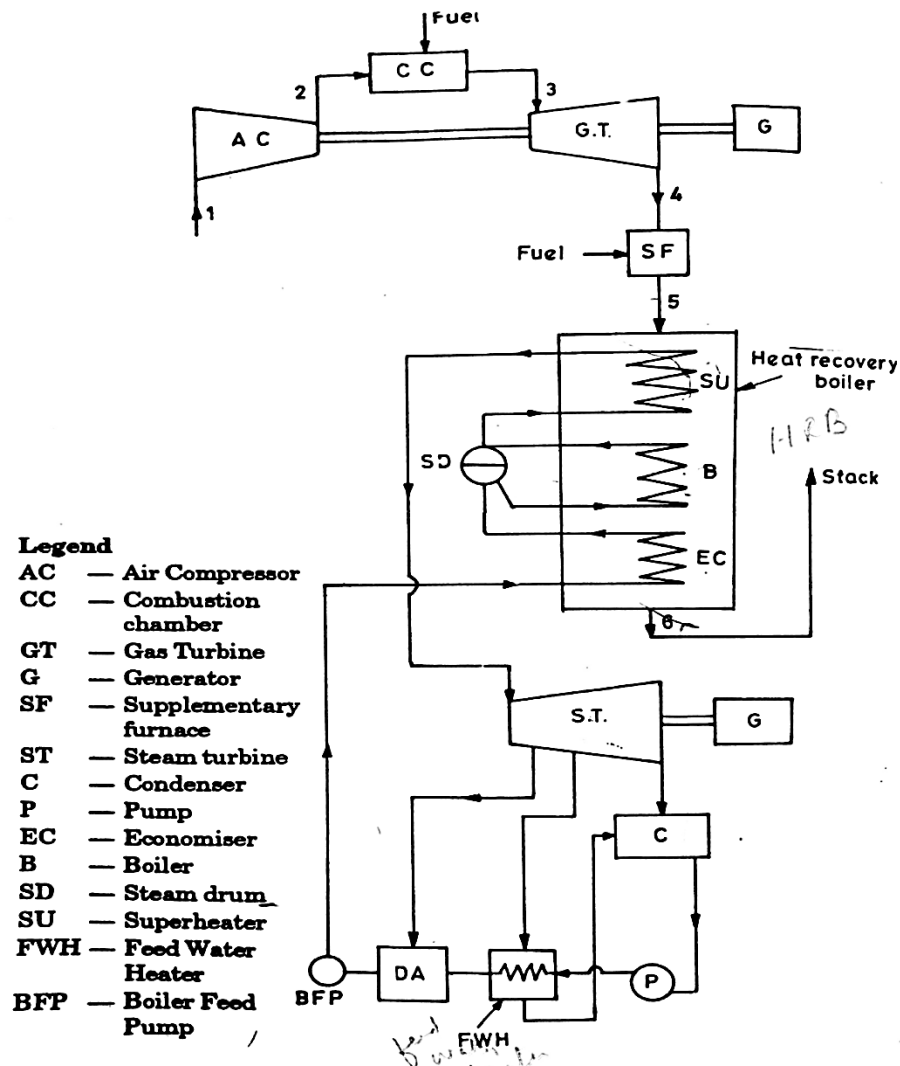 Fuel
C C
2
3
A C
G.T.
G
1
4
Fuel
SF
5
SU
Heat recovery
boiler
HRB
SD
B
Stack
EC
6
Legend
AC — Air Compressor
CC — Combustion
chamber
GT — Gas Turbine
G — Generator
SF — Supplementary
furnace
ST — Steam turbine
C — Condenser
P — Pump
EC — Economiser
B — Boiler
SD — Steam drum
SU — Superheater
FWH — Feed Water
Heater
BFP — Boiler Feed
Pump
S.T.
G
C
DA
P
BFP
FWH
feed
water